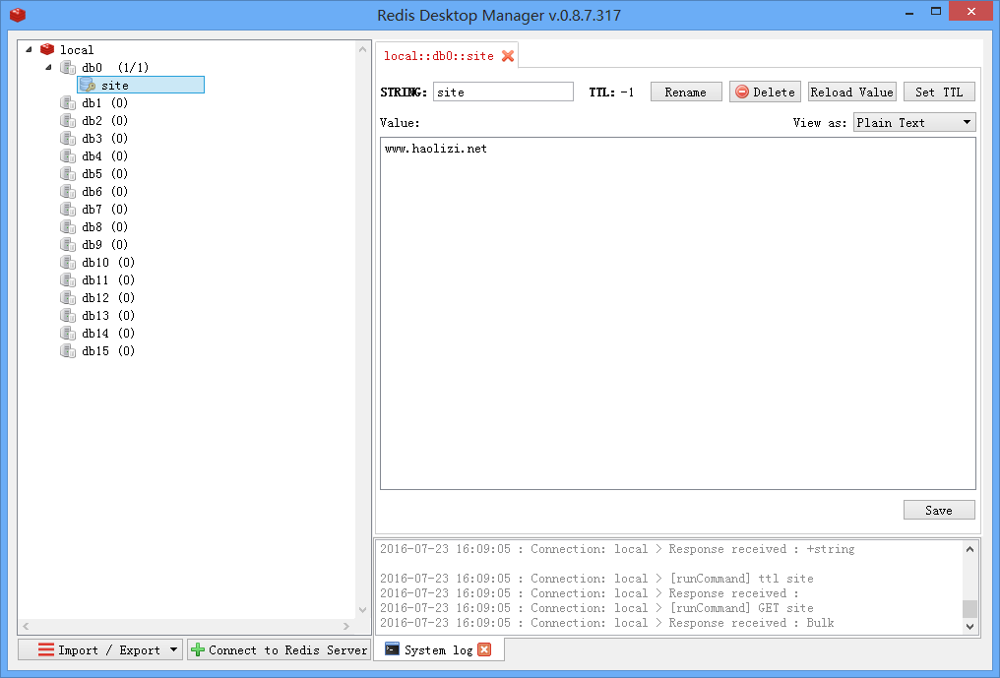 Redis Desktop Manager v.0.8.7.317
local
db0 (1/1)
site
db1 (0)
db2 (0)
db3 (0)
db4 (0)
db5 (0)
db6 (0)
db7 (0)
db8 (0)
db9 (0)
db10 (0)
db11 (0)
db12 (0)
db13 (0)
db14 (0)
db15 (0)
Import / Export
Connect to Redis Server
local::db0::site
STRING: site TTL: -1 Rename Delete Reload Value Set TTL
Value: View as: Plain Text
www.haolizi.net
Save
2016-07-23 16:09:05 : Connection: local > Response received : +string
2016-07-23 16:09:05 : Connection: local > [runCommand] ttl site
2016-07-23 16:09:05 : Connection: local > Response received :
2016-07-23 16:09:05 : Connection: local > [runCommand] GET site
2016-07-23 16:09:05 : Connection: local > Response received : Bulk
System log